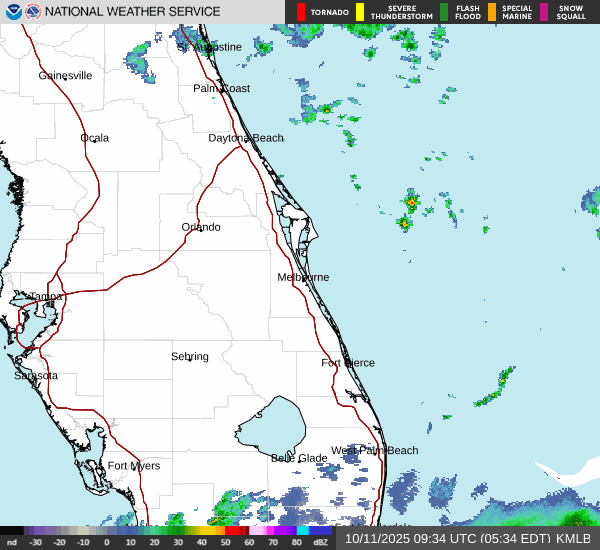 NATIONAL WEATHER SERVICE
TORNADO
SEVERE THUNDERSTORM
FLASH FLOOD
SPECIAL MARINE
SNOW SQUALL
St. Augustine
Gainesville
Palm Coast
Ocala
Daytona Beach
Orlando
Melbourne
Tampa
Sebring
Fort Pierce
Sarasota
West Palm Beach
Belle Glade
Fort Myers
nd -30 -20 -10 0 10 20 30 40 50 60 70 80 dBZ
10/11/2025 09:34 UTC (05:34 EDT) KMLB